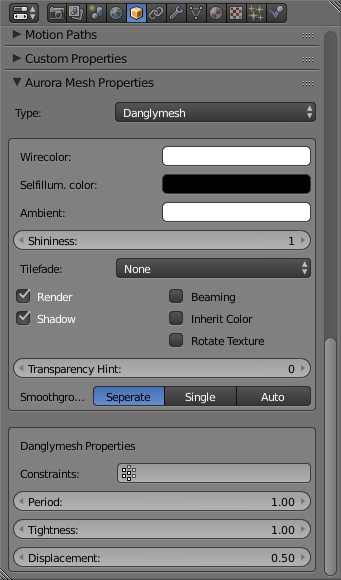 Motion Paths
Custom Properties
Aurora Mesh Properties
Type: Danglymesh
Wirecolor:
Selfillum. color:
Ambient:
Shininess: 1
Tilefade: None
Render Beaming
Shadow Inherit Color
Rotate Texture
Transparency Hint: 0
Smoothgro... Seperate Single Auto
Danglymesh Properties
Constraints:
Period: 1.00
Tightness: 1.00
Displacement: 0.50